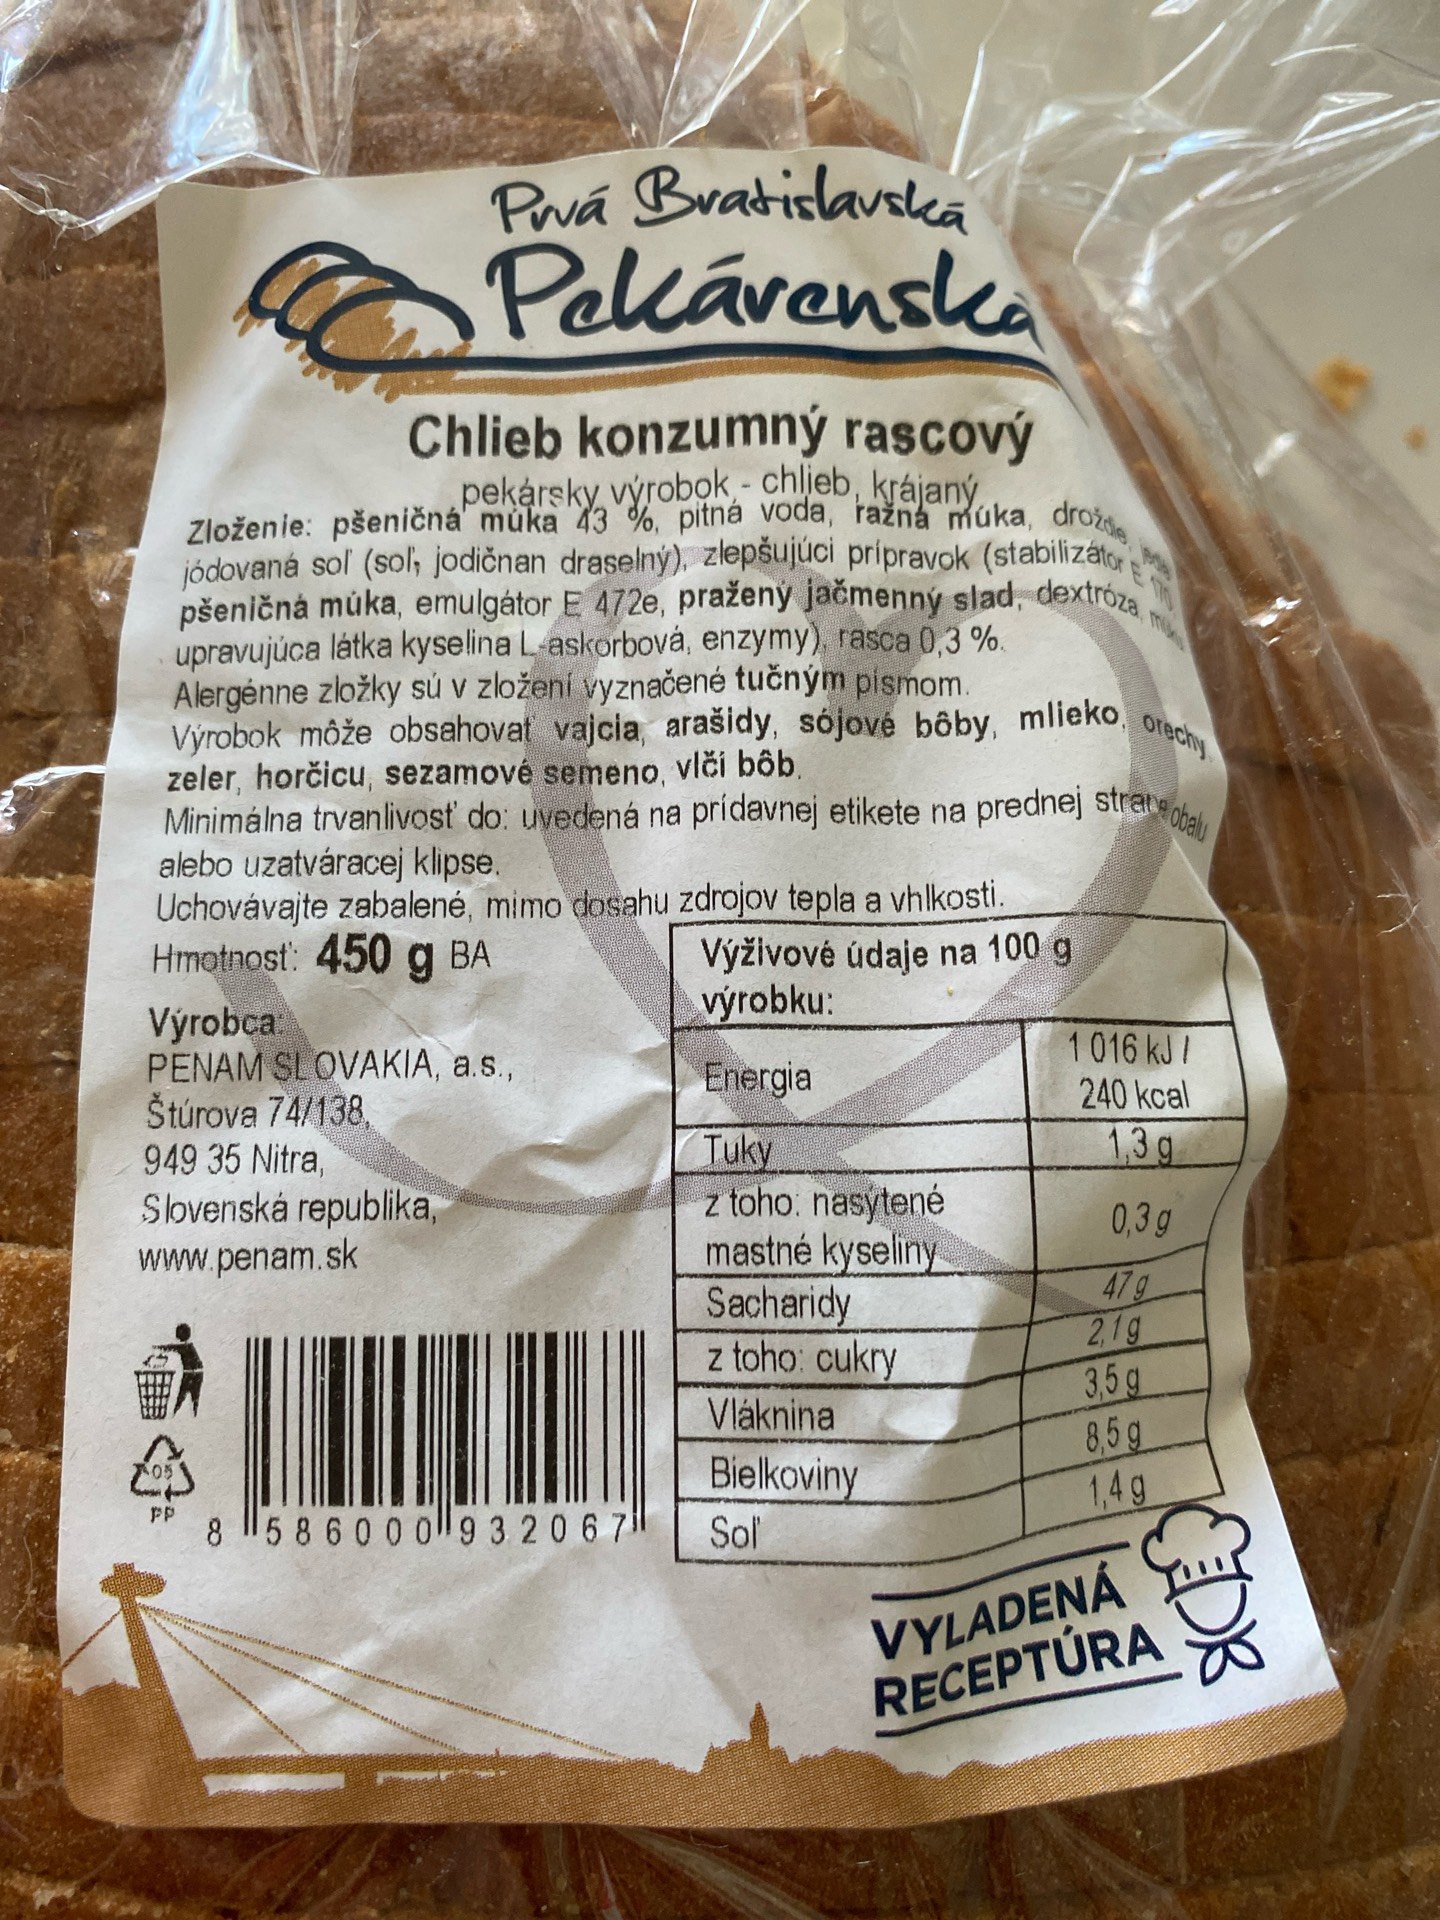 Prvá Bratislavská
Pekárenská
Chlieb konzumný rascový
pekársky výrobok - chlieb, krájaný
Zloženie: pšeničná múka 43 %, pitná voda, ražná múka, droždie,
jódovaná soľ (soľ, jodičnan draselný), zlepšujúci prípravok (stabilizátor E 170,
pšeničná múka, emulgátor E 472e, pražený jačmenný slad, dextróza,
upravujúca látka kyselina L-askorbová, enzymy), rasca 0,3 %.
Alergénne zložky sú v zložení vyznačené tučným písmom.
Výrobok môže obsahovať vajcia, arašidy, sójové bôby, mlieko, orechy,
zeler, horčicu, sezamové semeno, vlčí bôb.
Minimálna trvanlivosť do: uvedená na prídavnej etikete na prednej strane obalu
alebo uzatváracej klipse.
Uchovávajte zabalené, mimo dosahu zdrojov tepla a vhlkosti.
Hmotnosť: 450 g BA
Výrobca:
PENAM SLOVAKIA, a.s.,
Štúrova 74/138,
949 35 Nitra,
Slovenská republika,
www.penam.sk
Výživové údaje na 100 g
výrobku:
Energia 1 016 kJ /
240 kcal
Tuky 1,3 g
z toho: nasýtené
mastné kyseliny 0,3 g
Sacharidy 47 g
z toho: cukry 2,1 g
Vláknina 3,5 g
Bielkoviny 8,5 g
Soľ 1,4 g
05
PP
8 586000 932067
VYLADENÁ
RECEPTÚRA